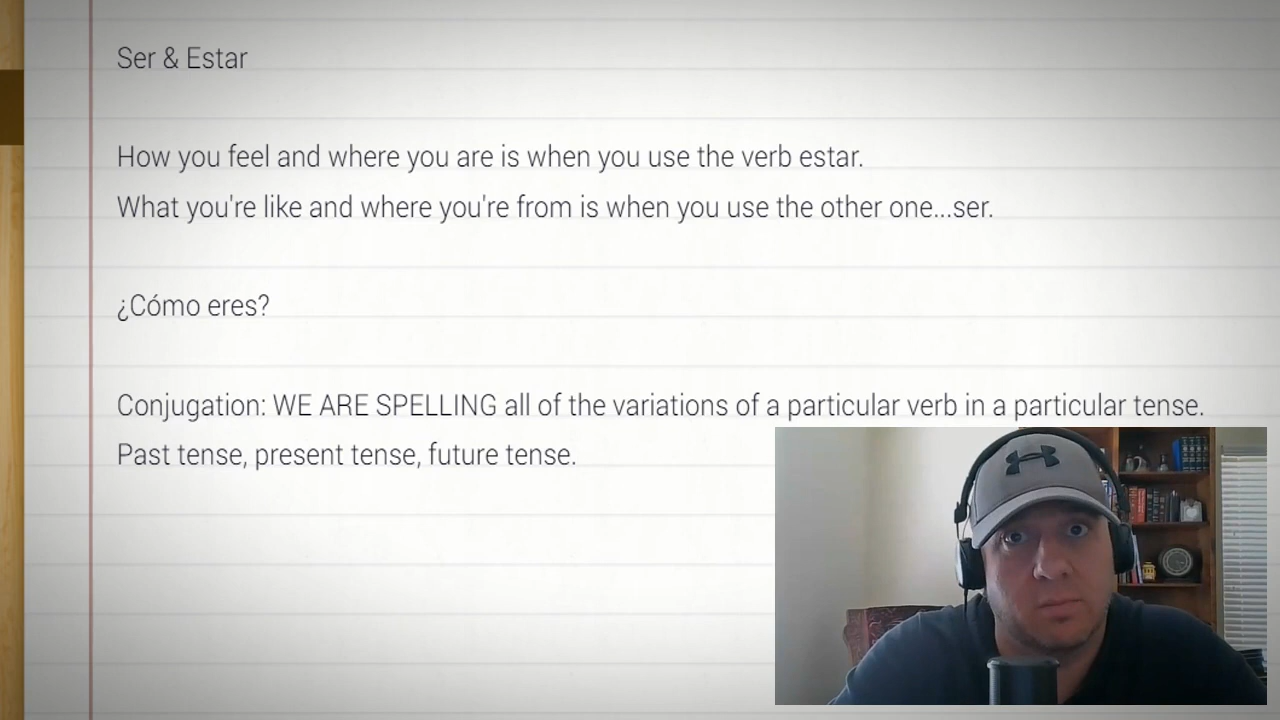 Ser & Estar
How you feel and where you are is when you use the verb estar.
What you're like and where you're from is when you use the other one...ser.
¿Cómo eres?
Conjugation: WE ARE SPELLING all of the variations of a particular verb in a particular tense.
Past tense, present tense, future tense.